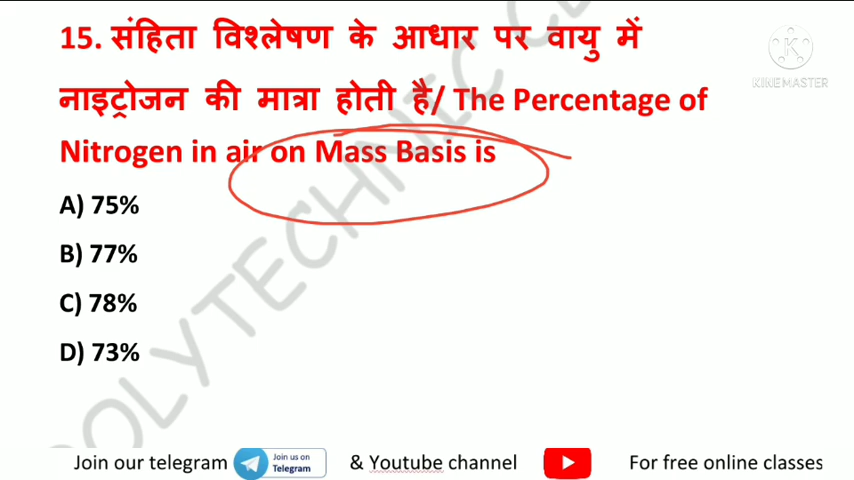 15. संहिता विश्लेषण के आधार पर वायु में
नाइट्रोजन की मात्रा होती है/ The Percentage of
Nitrogen in air on Mass Basis is
A) 75%
B) 77%
C) 78%
D) 73%
POLYTECHNIC
K
KINEMASTER
Join our telegram Join us on Telegram & Youtube channel For free online classes